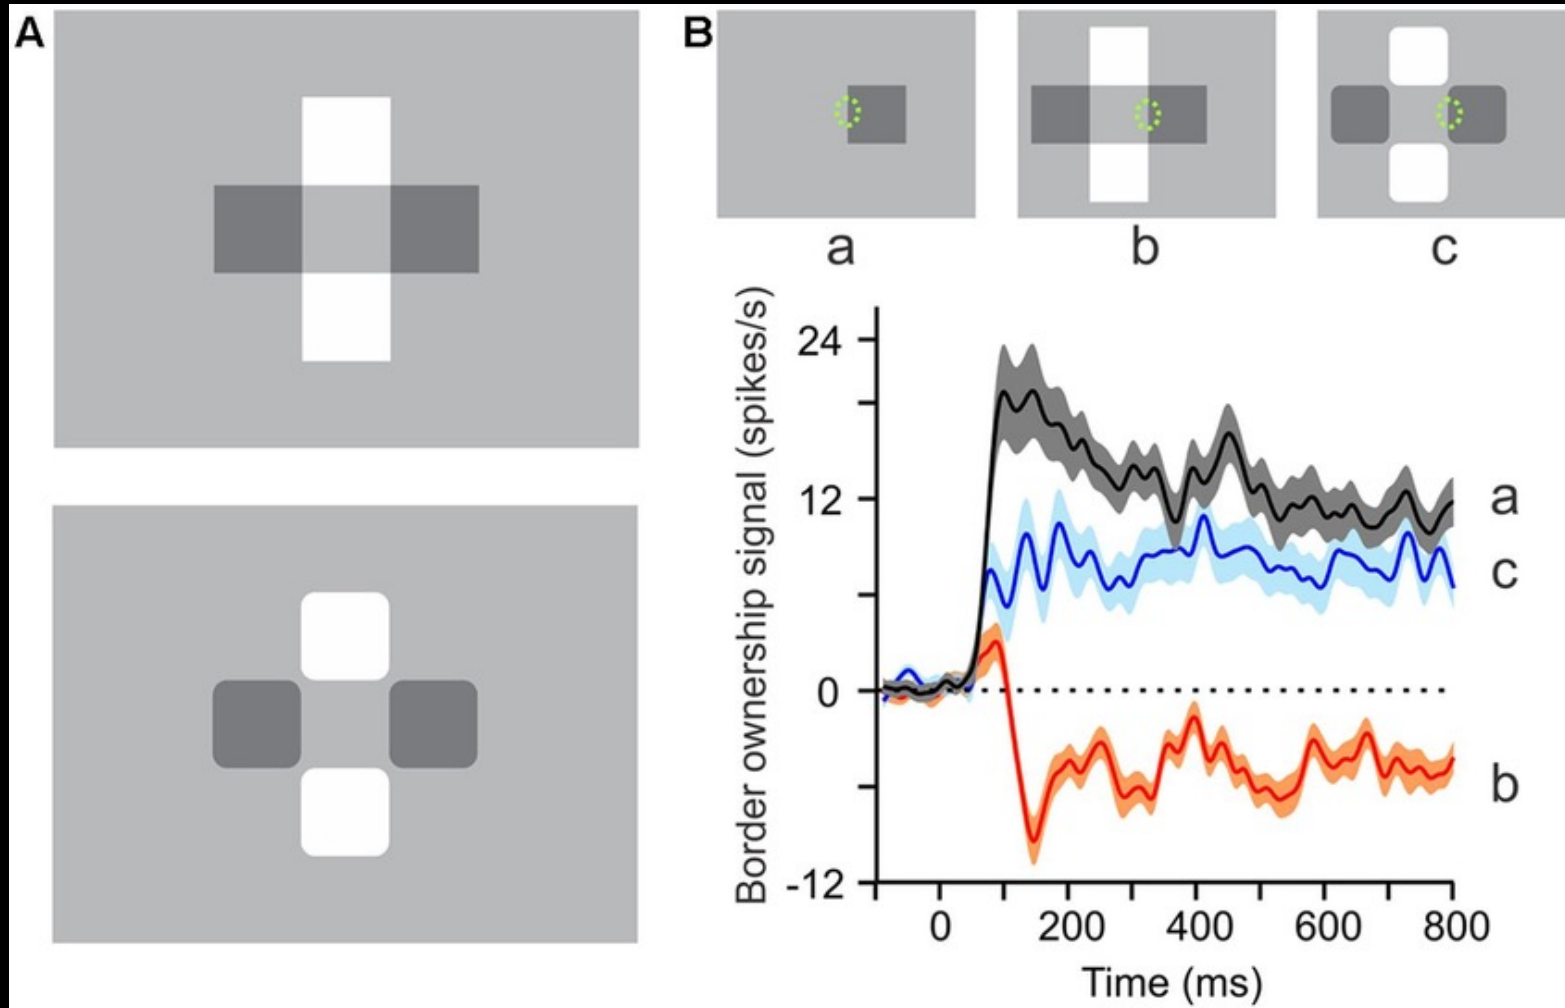 A
B
a
b
c
Border ownership signal (spikes/s)
24
12
0
-12
a
c
b
0 200 400 600 800
Time (ms)